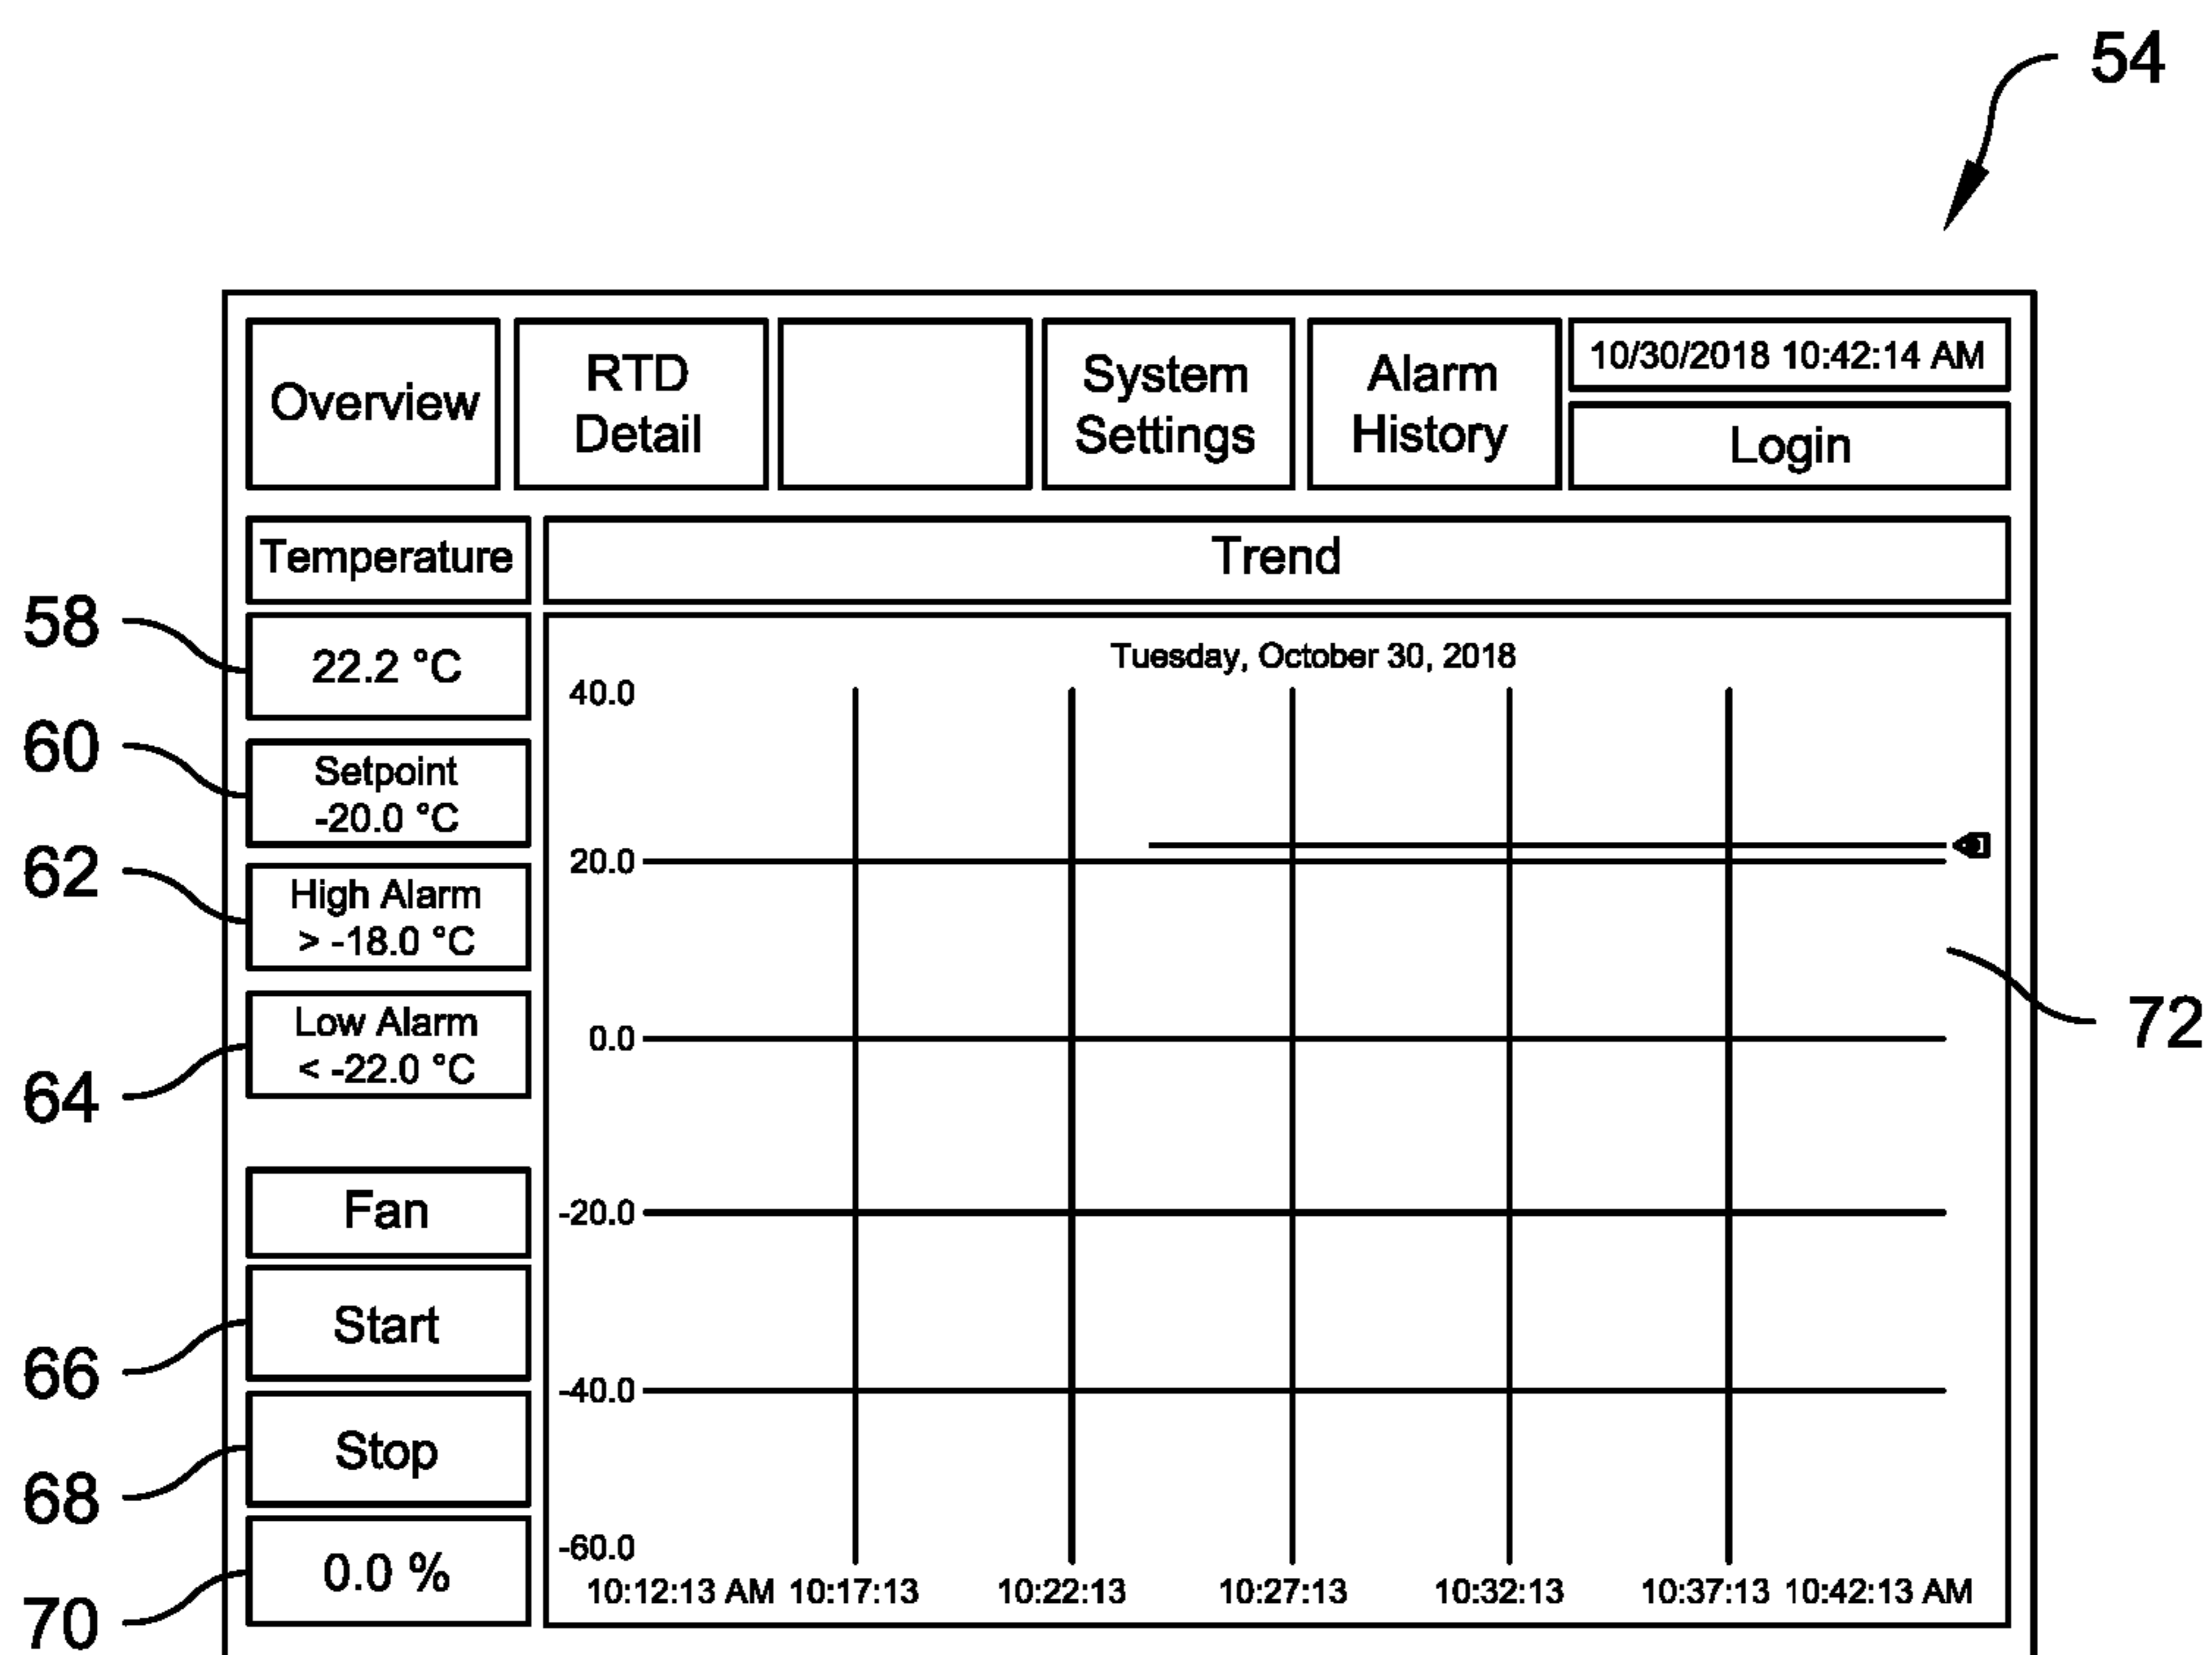 54
Overview
RTD
Detail
System
Settings
Alarm
History
10/30/2018 10:42:14 AM
Login
Temperature
Trend
58
22.2 °C
60
Setpoint
-20.0 °C
62
High Alarm
> -18.0 °C
64
Low Alarm
< -22.0 °C
Fan
66
Start
68
Stop
70
0.0 %
Tuesday, October 30, 2018
40.0
20.0
0.0
-20.0
-40.0
-60.0
10:12:13 AM 10:17:13 10:22:13 10:27:13 10:32:13 10:37:13 10:42:13 AM
72